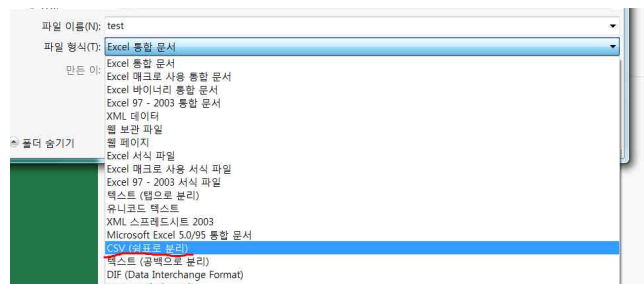 파일 이름(N): test
파일 형식(T): Excel 통합 문서
만든 이:
Excel 통합 문서
Excel 매크로 사용 통합 문서
Excel 바이너리 통합 문서
Excel 97 - 2003 통합 문서
XML 데이터
웹 보관 파일
웹 페이지
폴더 숨기기
Excel 서식 파일
Excel 매크로 사용 서식 파일
Excel 97 - 2003 서식 파일
텍스트 (탭으로 분리)
유니코드 텍스트
XML 스프레드시트 2003
Microsoft Excel 5.0/95 통합 문서
CSV (쉼표로 분리)
텍스트 (공백으로 분리)
DIF (Data Interchange Format)